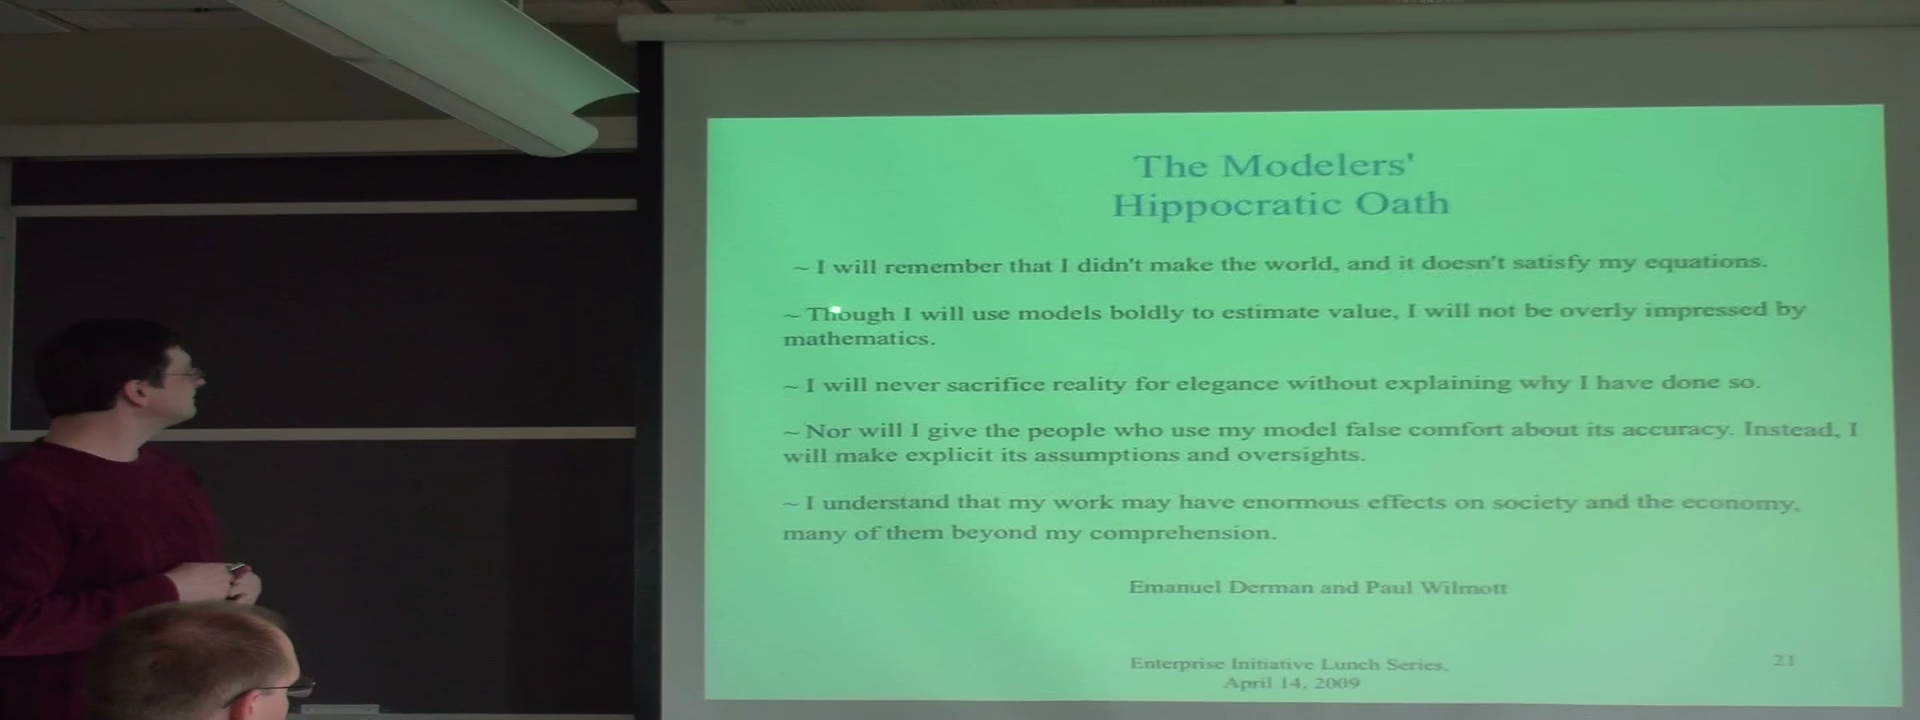 The Modelers'
Hippocratic Oath
~ I will remember that I didn't make the world, and it doesn't satisfy my equations.
~ Though I will use models boldly to estimate value, I will not be overly impressed by
mathematics.
~ I will never sacrifice reality for elegance without explaining why I have done so.
~ Nor will I give the people who use my model false comfort about its accuracy. Instead, I
will make explicit its assumptions and oversights.
~ I understand that my work may have enormous effects on society and the economy,
many of them beyond my comprehension.
Emanuel Derman and Paul Wilmott
Enterprise Initiative Lunch Series,
April 14, 2009
21